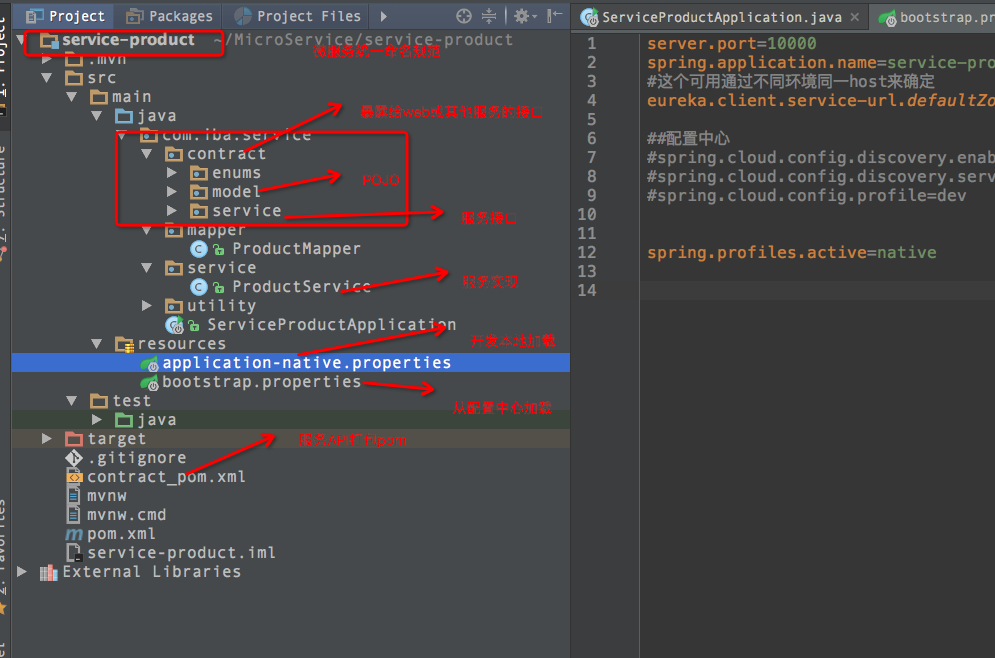 Project
Packages
Project Files
ServiceProductApplication.java
bootstrap.pr
1: Project
service-product ~/MicroService/service-product
微服务统一命名规范
.mvn
src
main
java
暴露给web或其他服务的接口
com.iba.service
contract
enums
model
POJO
service
服务接口
mapper
ProductMapper
service
ProductService
服务实现
utility
ServiceProductApplication
resources
开发本地加载
application-native.properties
bootstrap.properties
从配置中心加载
test
java
target
服务API打包pom
.gitignore
contract_pom.xml
mvnw
mvnw.cmd
pom.xml
service-product.iml
External Libraries
1 server.port=10000
2 spring.application.name=service-pro
3 #这个可用通过不同环境同一host来确定
4 eureka.client.service-url.defaultZo
5
6 ##配置中心
7 #spring.cloud.config.discovery.enab
8 #spring.cloud.config.discovery.serv
9 #spring.cloud.config.profile=dev
10
11
12 spring.profiles.active=native
13
14